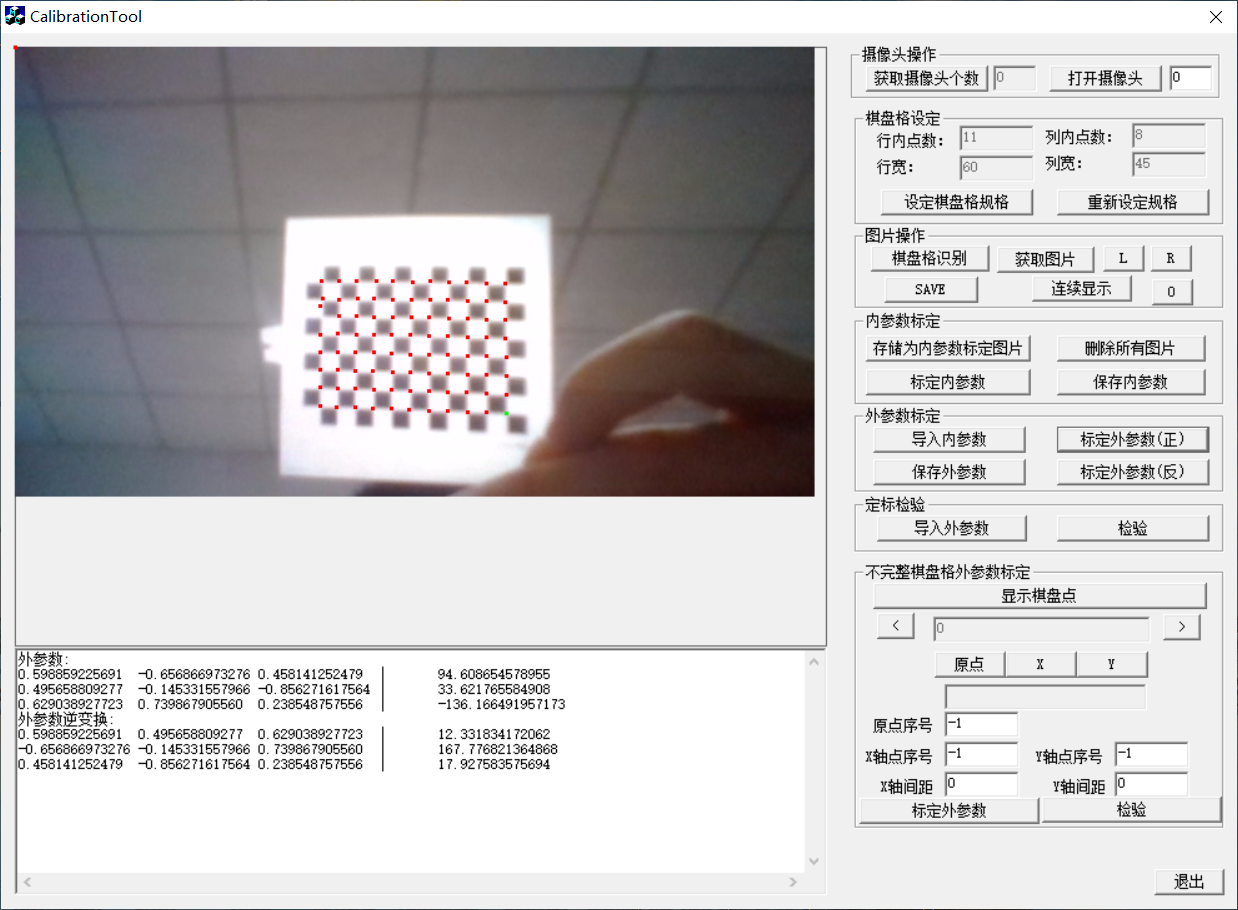 CalibrationTool
摄像头操作
获取摄像头个数 0 打开摄像头 0
棋盘格设定
行内点数: 11 列内点数: 8
行宽: 60 列宽: 45
设定棋盘格规格 重新设定规格
图片操作
棋盘格识别 获取图片 L R
SAVE 连续显示 O
内参数标定
存储为内参数标定图片 删除所有图片
标定内参数 保存内参数
外参数标定
导入内参数 标定外参数(正)
保存外参数 标定外参数(反)
定标检验
导入外参数 检验
不完整棋盘格外参数标定
显示棋盘点
< 0 >
原点 X Y
原点序号 -1
X轴点序号 -1 Y轴点序号 -1
X轴间距 0 Y轴间距 0
标定外参数 检验
外参数:
0.598859225691 -0.656866973276 0.458141252479 | 94.608654578955
0.495658809277 -0.145331557966 -0.856271617564 | 33.621765584908
0.629038927723 0.739867905560 0.238548757556 | -136.166491957173
外参数逆变换:
0.598859225691 0.495658809277 0.629038927723 | 12.331834172062
-0.656866973276 -0.145331557966 0.739867905560 | 167.776821364868
0.458141252479 -0.856271617564 0.238548757556 | 17.927583575694
退出